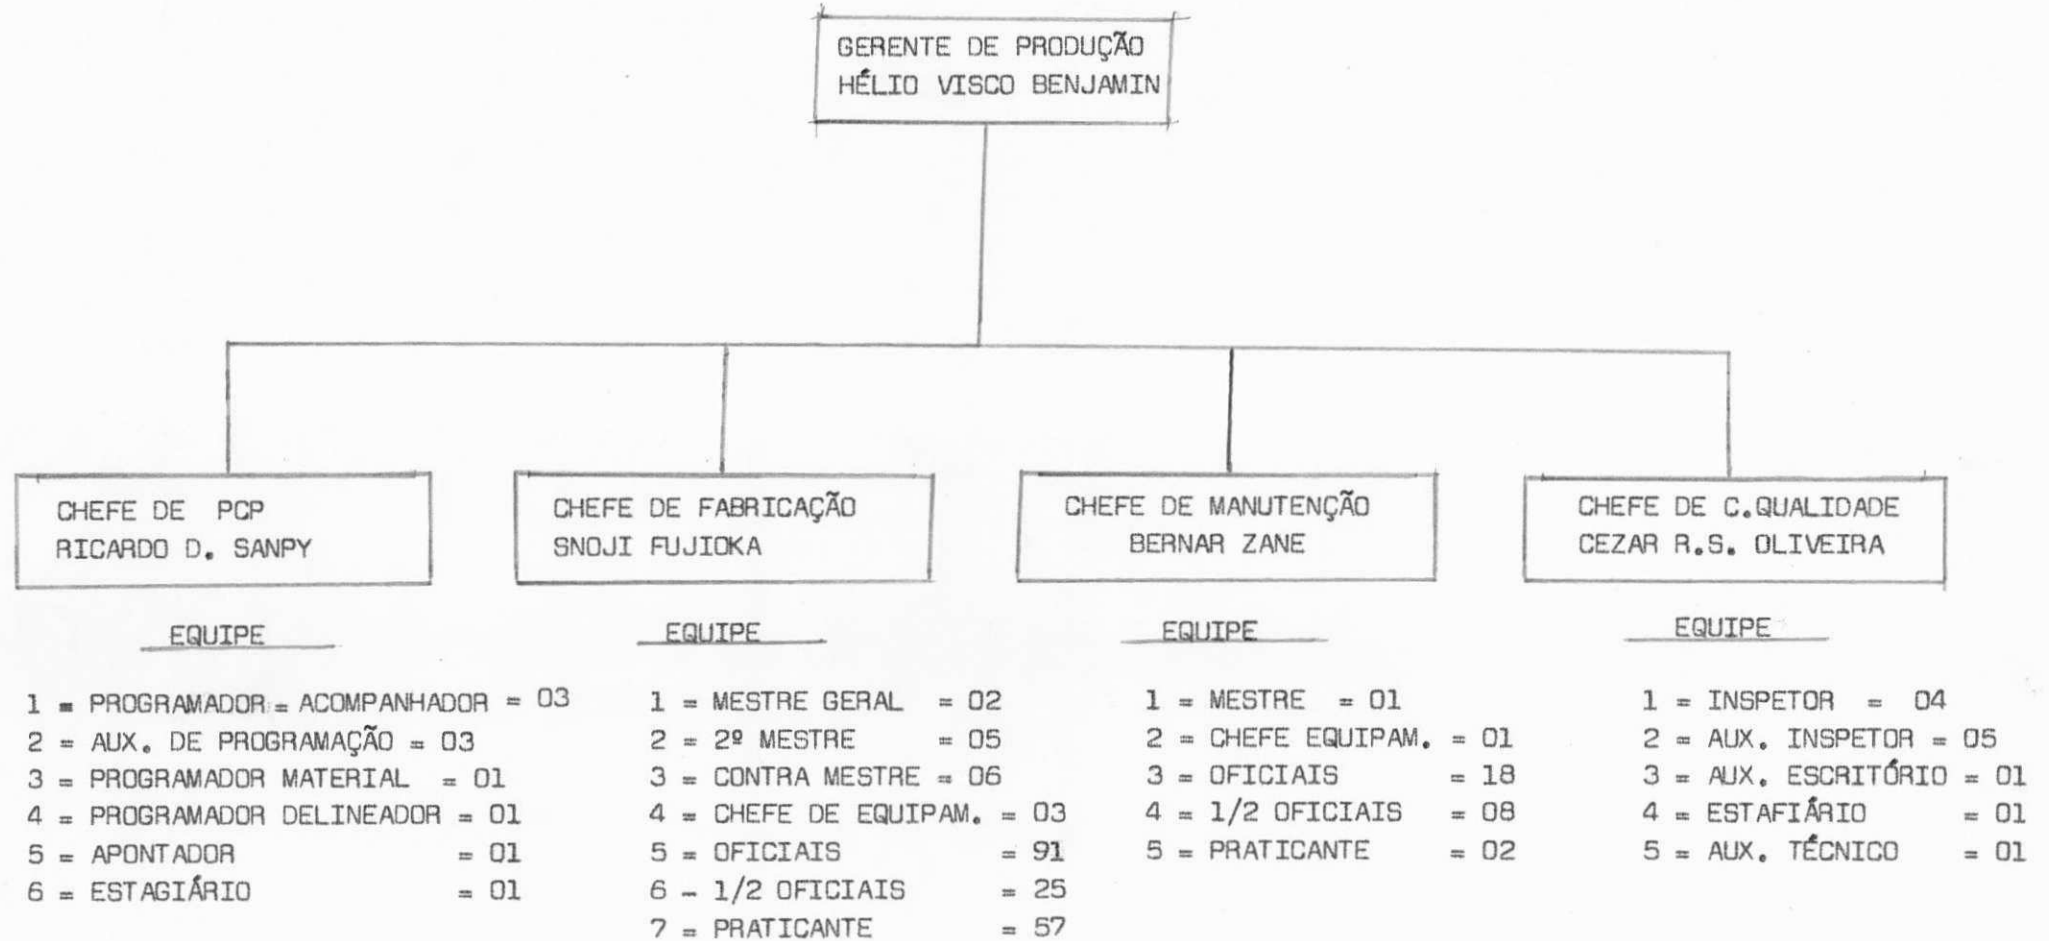 GERENTE DE PRODUÇÃO
HÉLIO VISCO BENJAMIN
CHEFE DE PCP
RICARDO D. SANPY
EQUIPE
1 = PROGRAMADOR = ACOMPANHADOR = 03
2 = AUX. DE PROGRAMAÇÃO = 03
3 = PROGRAMADOR MATERIAL = 01
4 = PROGRAMADOR DELINEADOR = 01
5 = APONTADOR = 01
6 = ESTAGIÁRIO = 01
CHEFE DE FABRICAÇÃO
SNOJI FUJIOKA
EQUIPE
1 = MESTRE GERAL = 02
2 = 2º MESTRE = 05
3 = CONTRA MESTRE = 06
4 = CHEFE DE EQUIPAM. = 03
5 = OFICIAIS = 91
6 - 1/2 OFICIAIS = 25
7 = PRATICANTE = 57
CHEFE DE MANUTENÇÃO
BERNAR ZANE
EQUIPE
1 = MESTRE = 01
2 = CHEFE EQUIPAM. = 01
3 = OFICIAIS = 18
4 = 1/2 OFICIAIS = 08
5 = PRATICANTE = 02
CHEFE DE C.QUALIDADE
CEZAR R.S. OLIVEIRA
EQUIPE
1 = INSPETOR = 04
2 = AUX. INSPETOR = 05
3 = AUX. ESCRITÓRIO = 01
4 = ESTAFIÁRIO = 01
5 = AUX. TÉCNICO = 01